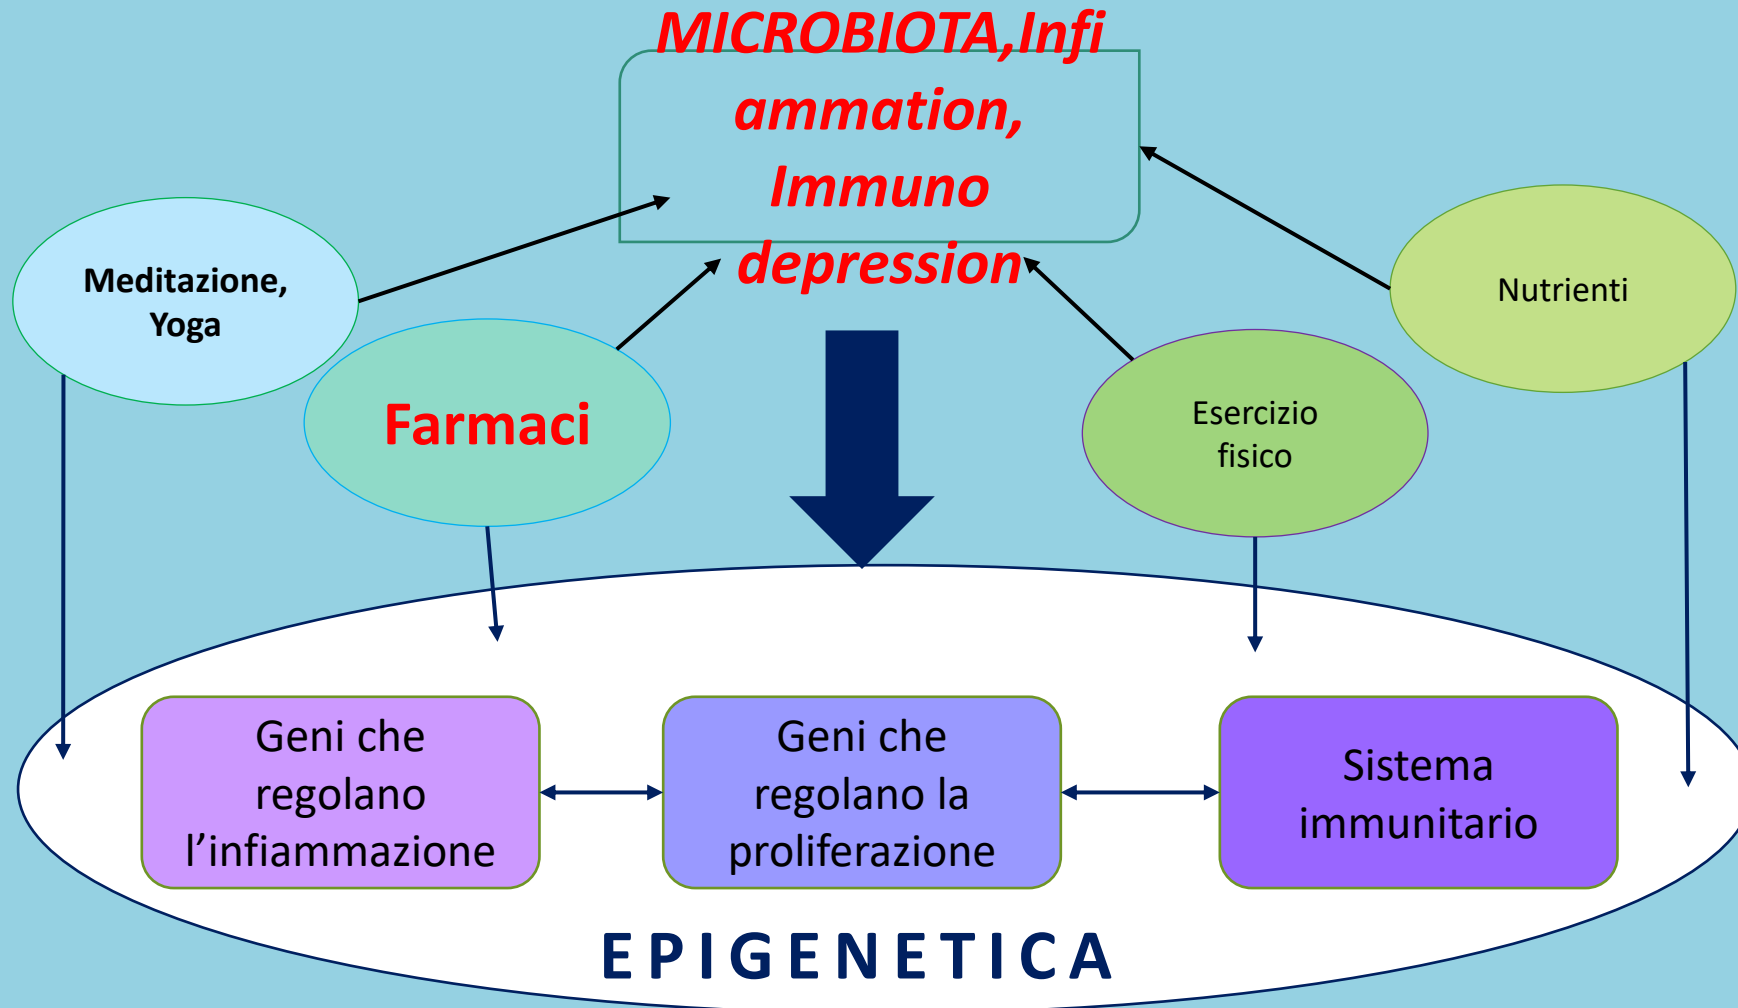 MICROBIOTA,Infi
ammation,
Immuno
depression
Meditazione,
Yoga
Nutrienti
Farmaci
Esercizio
fisico
Geni che
regolano
l’infiammazione
Geni che
regolano la
proliferazione
Sistema
immunitario
EPIGENETICA